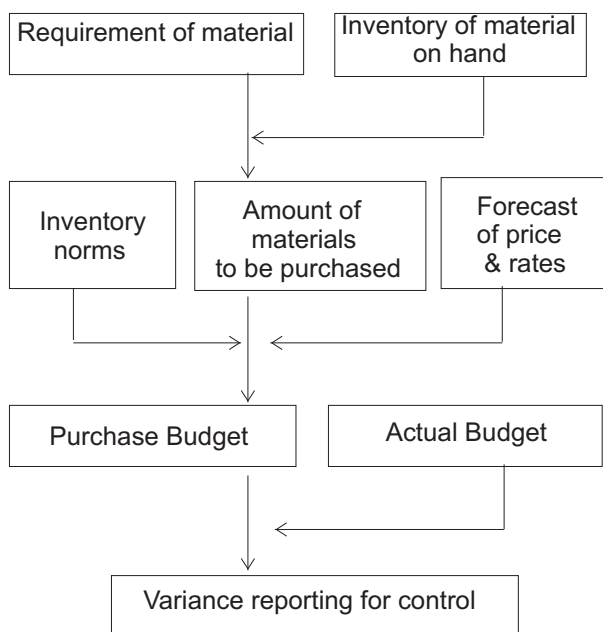 Requirement of material
Inventory of material
on hand
Inventory
norms
Amount of
materials
to be purchased
Forecast
of price
& rates
Purchase Budget
Actual Budget
Variance reporting for control